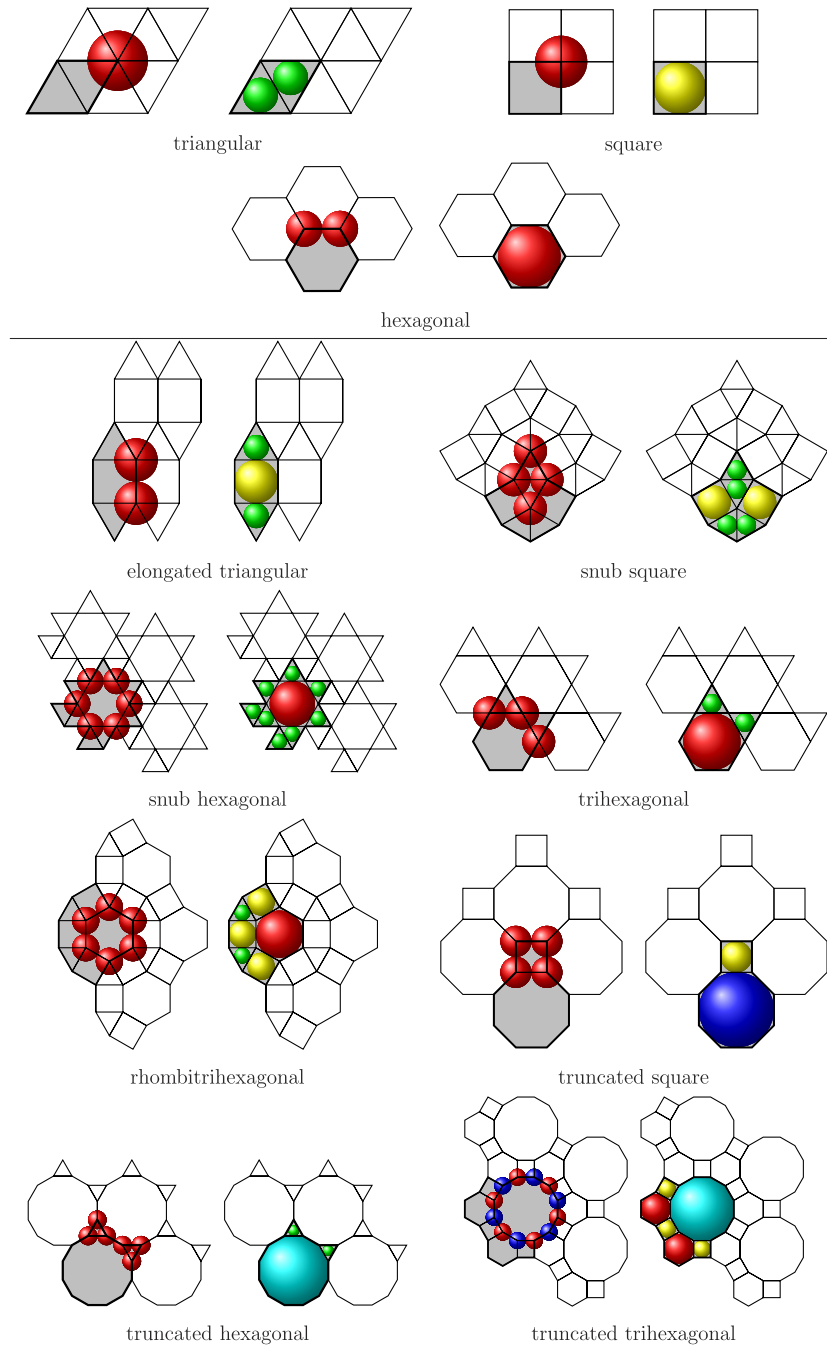 triangular
square
hexagonal
elongated triangular
snub square
snub hexagonal
trihexagonal
rhombitrihexagonal
truncated square
truncated hexagonal
truncated trihexagonal